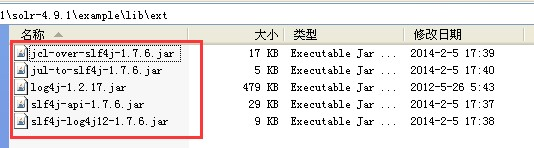 1\solr-4.9.1\example\lib\ext
名称 大小 类型 修改日期
jcl-over-slf4j-1.7.6.jar 17 KB Executable Jar ... 2014-2-5 17:39
jul-to-slf4j-1.7.6.jar 5 KB Executable Jar ... 2014-2-5 17:40
log4j-1.2.17.jar 479 KB Executable Jar ... 2012-5-26 5:43
slf4j-api-1.7.6.jar 29 KB Executable Jar ... 2014-2-5 17:37
slf4j-log4j12-1.7.6.jar 9 KB Executable Jar ... 2014-2-5 17:38